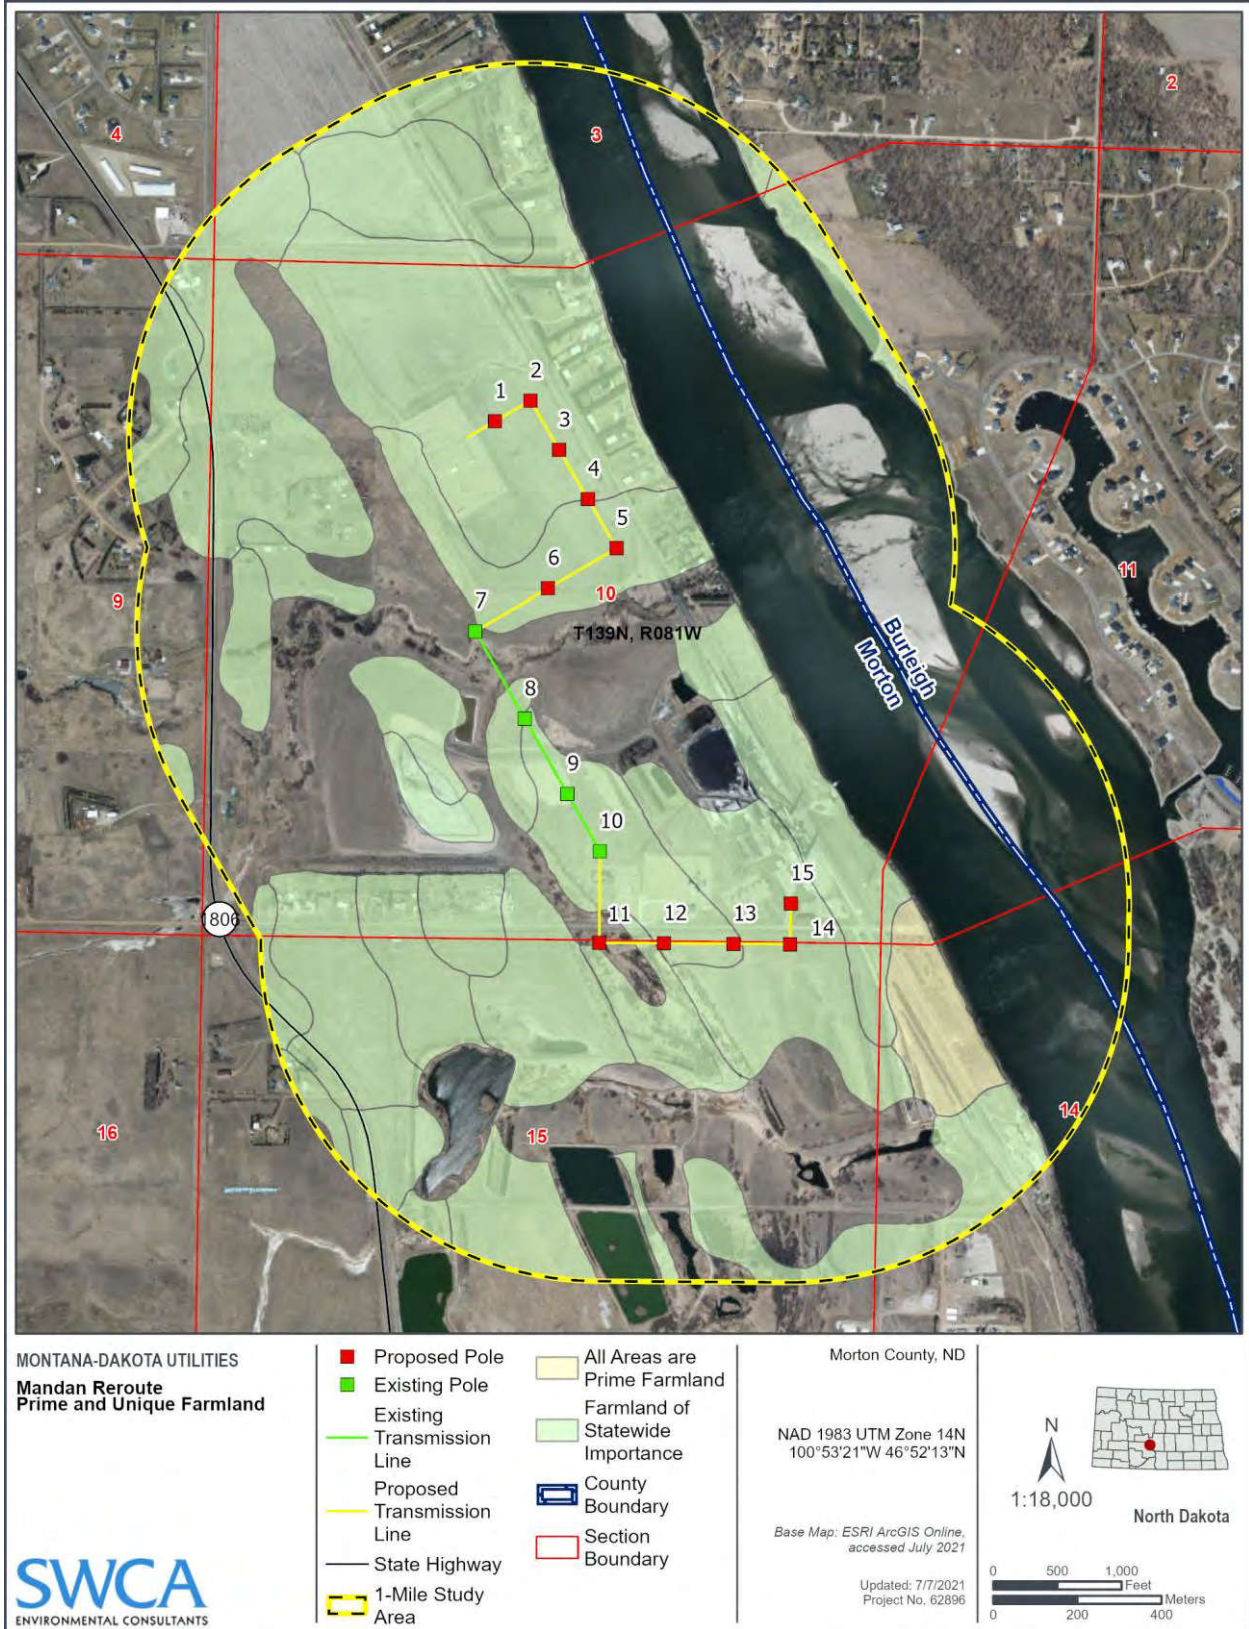 2
4
3
2
1
3
4
5
6
11
9
10
7
T139N, R081W
Burleigh
Morton
8
9
10
15
1806
11
12
13
14
14
16
15
MONTANA-DAKOTA UTILITIES
Mandan Reroute
Prime and Unique Farmland
SWCA
ENVIRONMENTAL CONSULTANTS
Proposed Pole
Existing Pole
Existing
Transmission
Line
Proposed
Transmission
Line
State Highway
1-Mile Study
Area
All Areas are
Prime Farmland
Farmland of
Statewide
Importance
County
Boundary
Section
Boundary
Morton County, ND
NAD 1983 UTM Zone 14N
100°53'21"W 46°52'13"N
Base Map: ESRI ArcGIS Online,
accessed July 2021
Updated: 7/7/2021
Project No. 62896
N
1:18,000
North Dakota
0 500 1,000
Feet
Meters
0 200 400